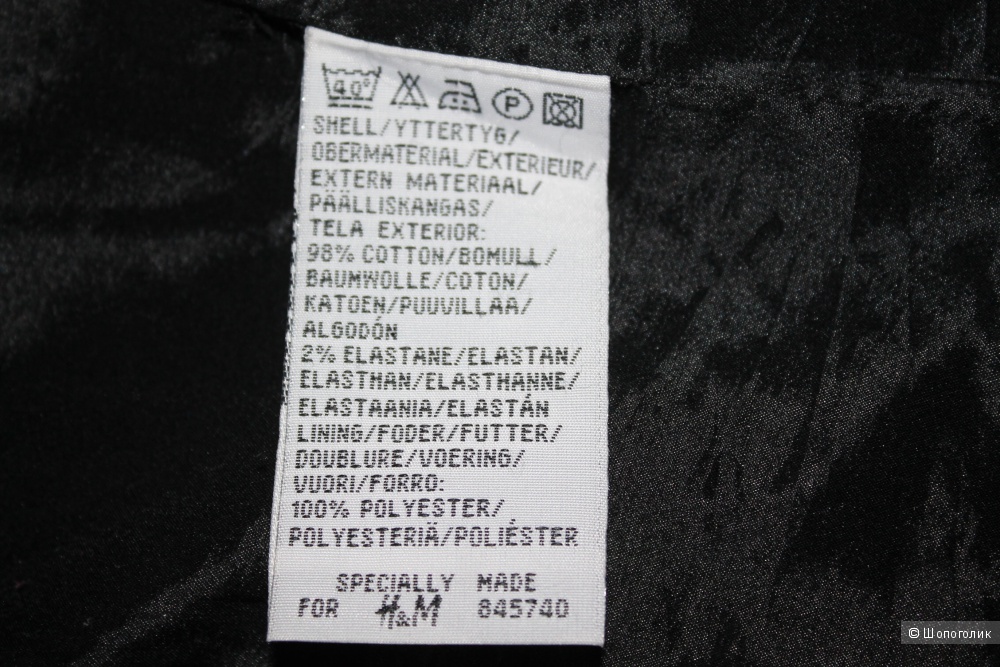 40°
P
SHELL/YTTERTYG/
OBERMATERIAL/EXTERIEUR/
EXTERN MATERIAAL/
PÄÄLLISKANGAS/
TELA EXTERIOR:
98% COTTON/BOMULL/
BAUMWOLLE/COTON/
KATOEN/PUUVILLAA/
ALGODÓN
2% ELASTANE/ELASTAN/
ELASTHAN/ELASTHANNE/
ELASTAANIA/ELASTÁN
LINING/FODER/FUTTER/
DOUBLURE/VOERING/
VUORI/FORRO:
100% POLYESTER/
POLYESTERIÄ/POLIÉSTER
SPECIALLY MADE
FOR H&M 845740
© Шопоголик